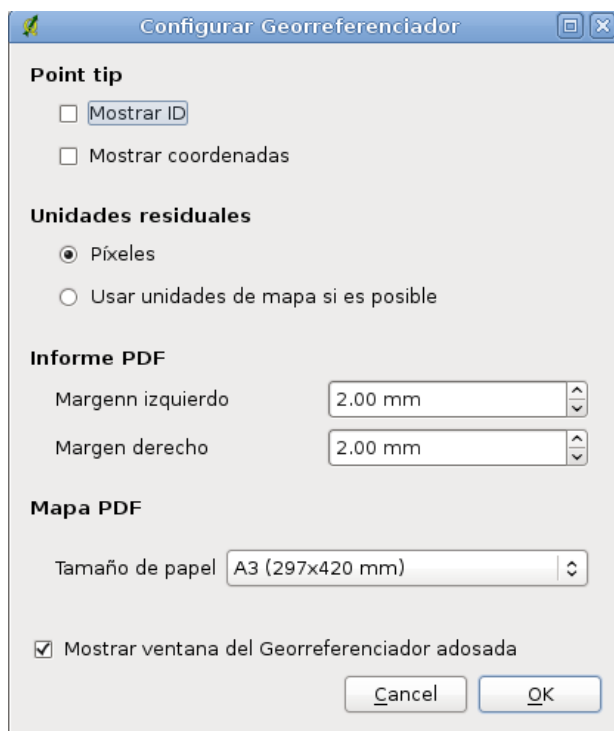 Configurar Georreferenciador
Point tip
Mostrar ID
Mostrar coordenadas
Unidades residuales
Píxeles
Usar unidades de mapa si es posible
Informe PDF
Margenn izquierdo 2.00 mm
Margen derecho 2.00 mm
Mapa PDF
Tamaño de papel A3 (297x420 mm)
Mostrar ventana del Georreferenciador adosada
Cancel OK